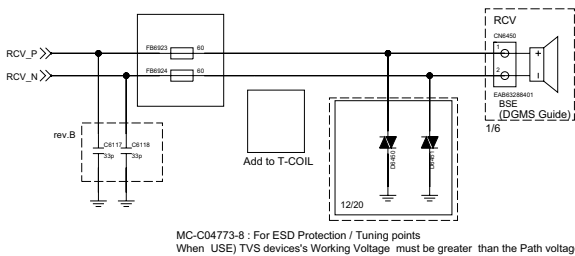 RCV
CN6450
RCV_P
FB6923
60
1
+
RCV_N
FB6924
60
2
-
EAB63288401
BSE
(DGMS Guide)
1/6
rev.B
C6117
C6118
33p
33p
Add to T-COIL
D6450
D6451
12/20
MC-C04773-8 : For ESD Protection / Tuning points
When USE) TVS devices's Working Voltage must be greater than the Path voltag